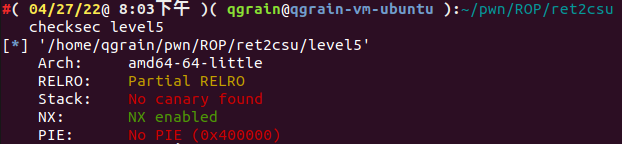 #( 04/27/22@ 8:03下午 )( qgrain@qgrain-vm-ubuntu ):~/pwn/ROP/ret2csu
checksec level5
[*] '/home/qgrain/pwn/ROP/ret2csu/level5'
Arch: amd64-64-little
RELRO: Partial RELRO
Stack: No canary found
NX: NX enabled
PIE: No PIE (0x400000)